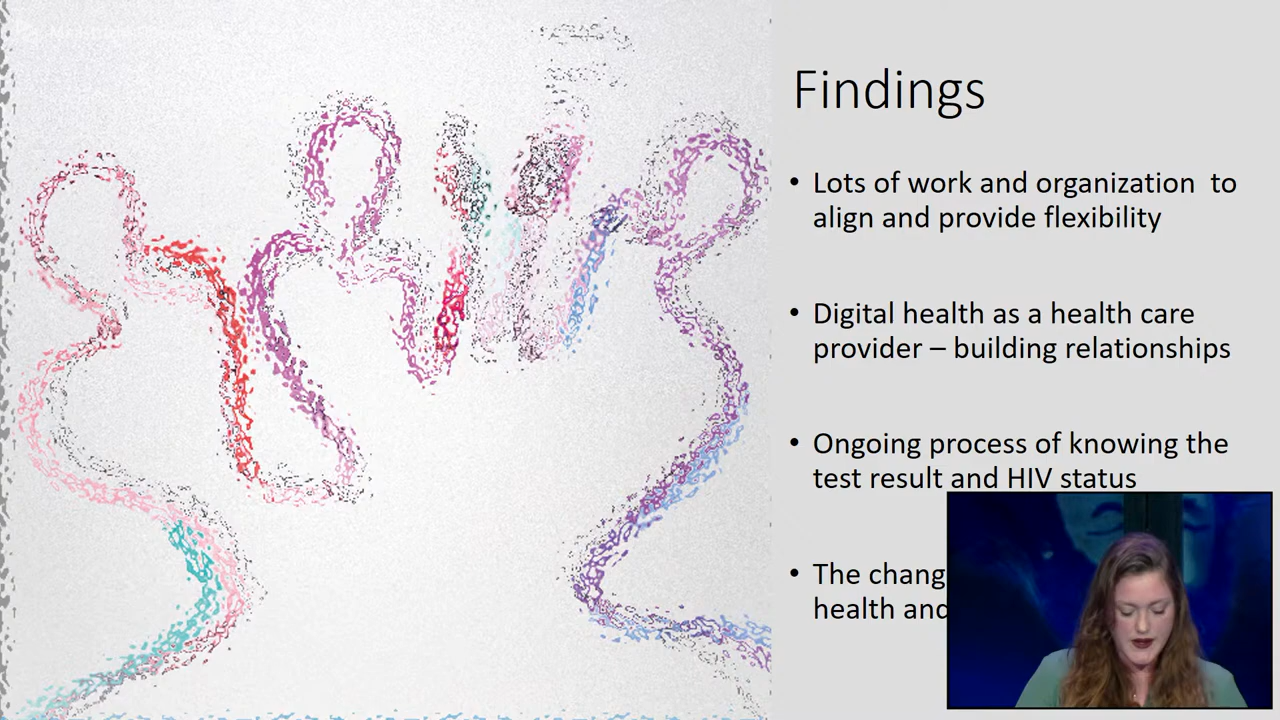 Findings
• Lots of work and organization  to
align and provide flexibility
• Digital health as a health care
provider – building relationships
• Ongoing process of knowing the
test result and HIV status
• The chang
health and